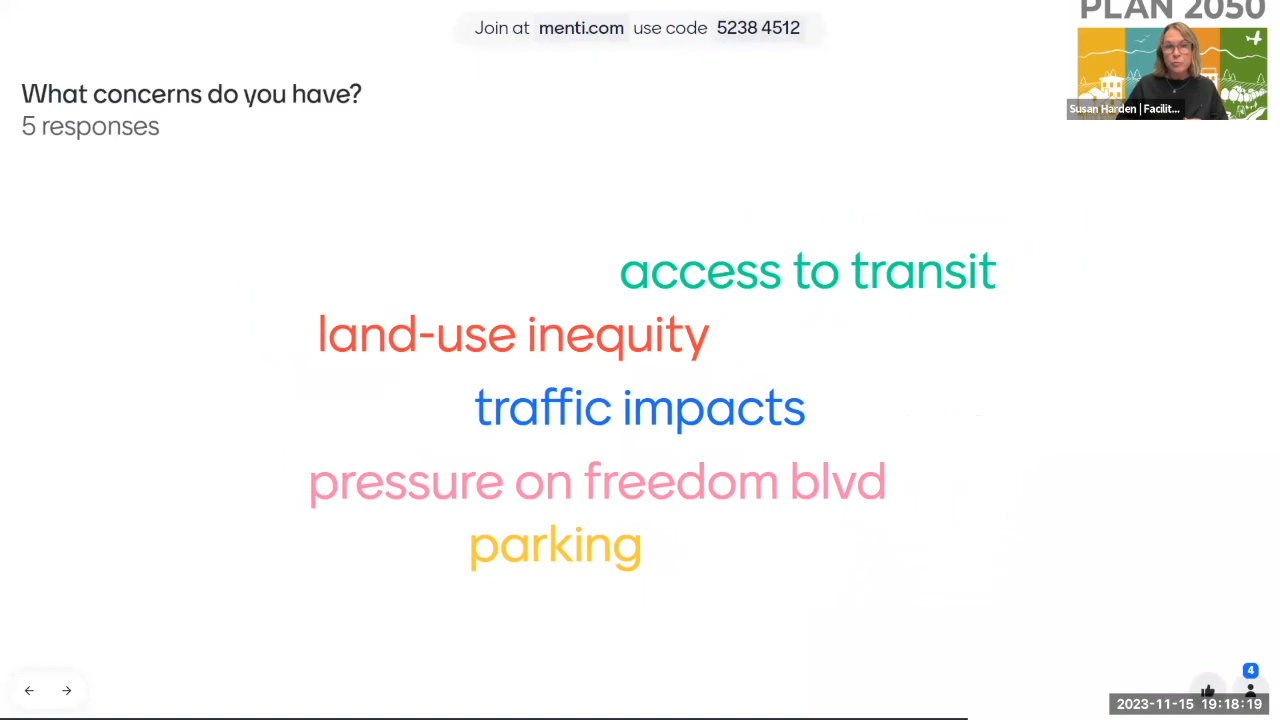 PLAN 2050
Join at menti.com use code 5238 4512
Susan Harden | Facilit...
What concerns do you have?
5 responses
access to transit
land-use inequity
traffic impacts
pressure on freedom blvd
parking
4
2023-11-15 19:18:19